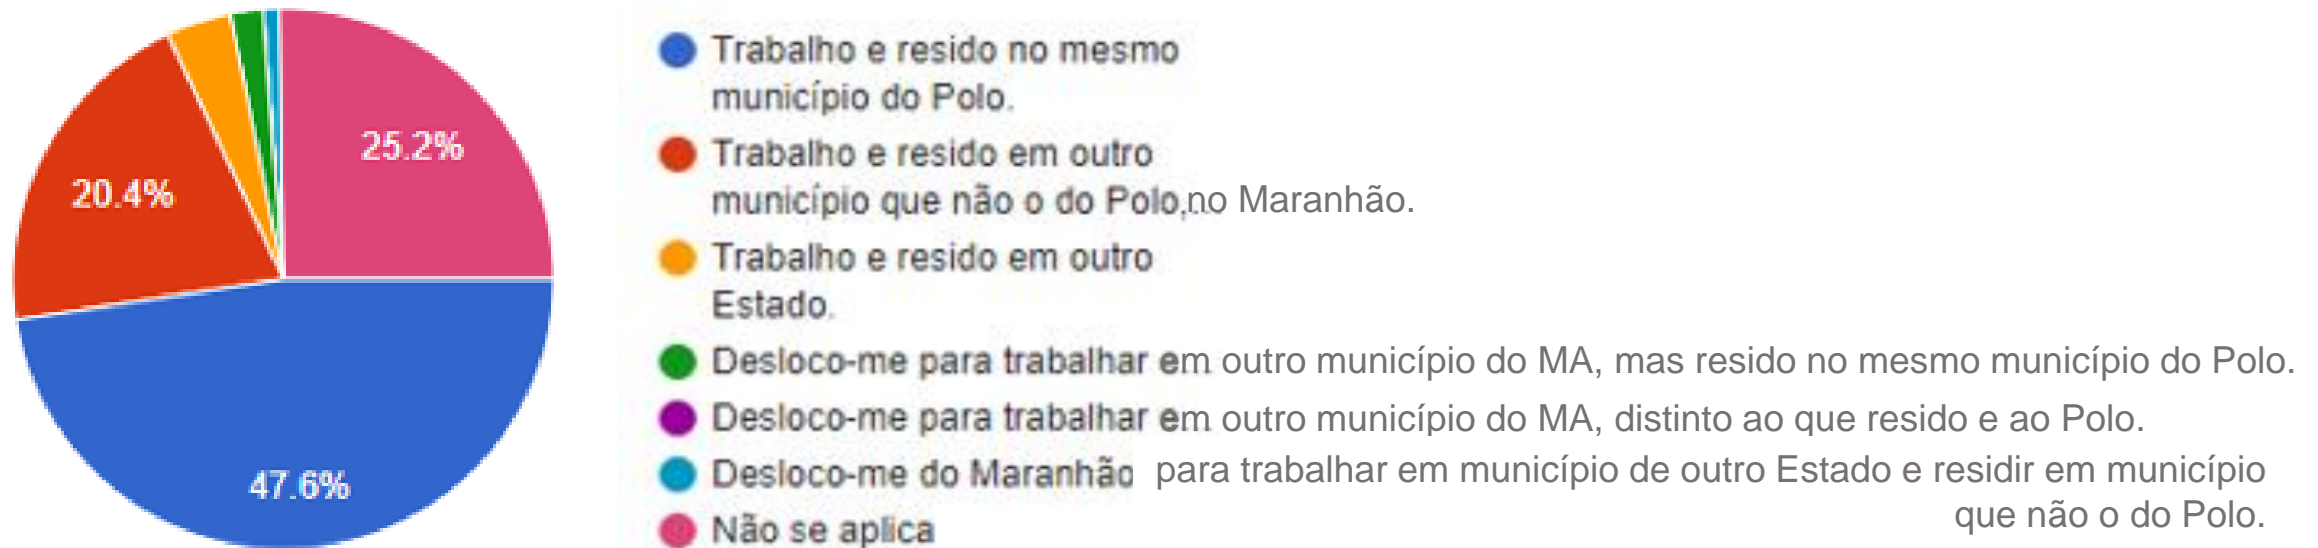 25.2%
20.4%
47.6%
Trabalho e resido no mesmo
município do Polo.
Trabalho e resido em outro
município que não o do Polo, no Maranhão.
Trabalho e resido em outro
Estado.
Desloco-me para trabalhar em outro município do MA, mas resido no mesmo município do Polo.
Desloco-me para trabalhar em outro município do MA, distinto ao que resido e ao Polo.
Desloco-me do Maranhão para trabalhar em município de outro Estado e residir em município
que não o do Polo.
Não se aplica